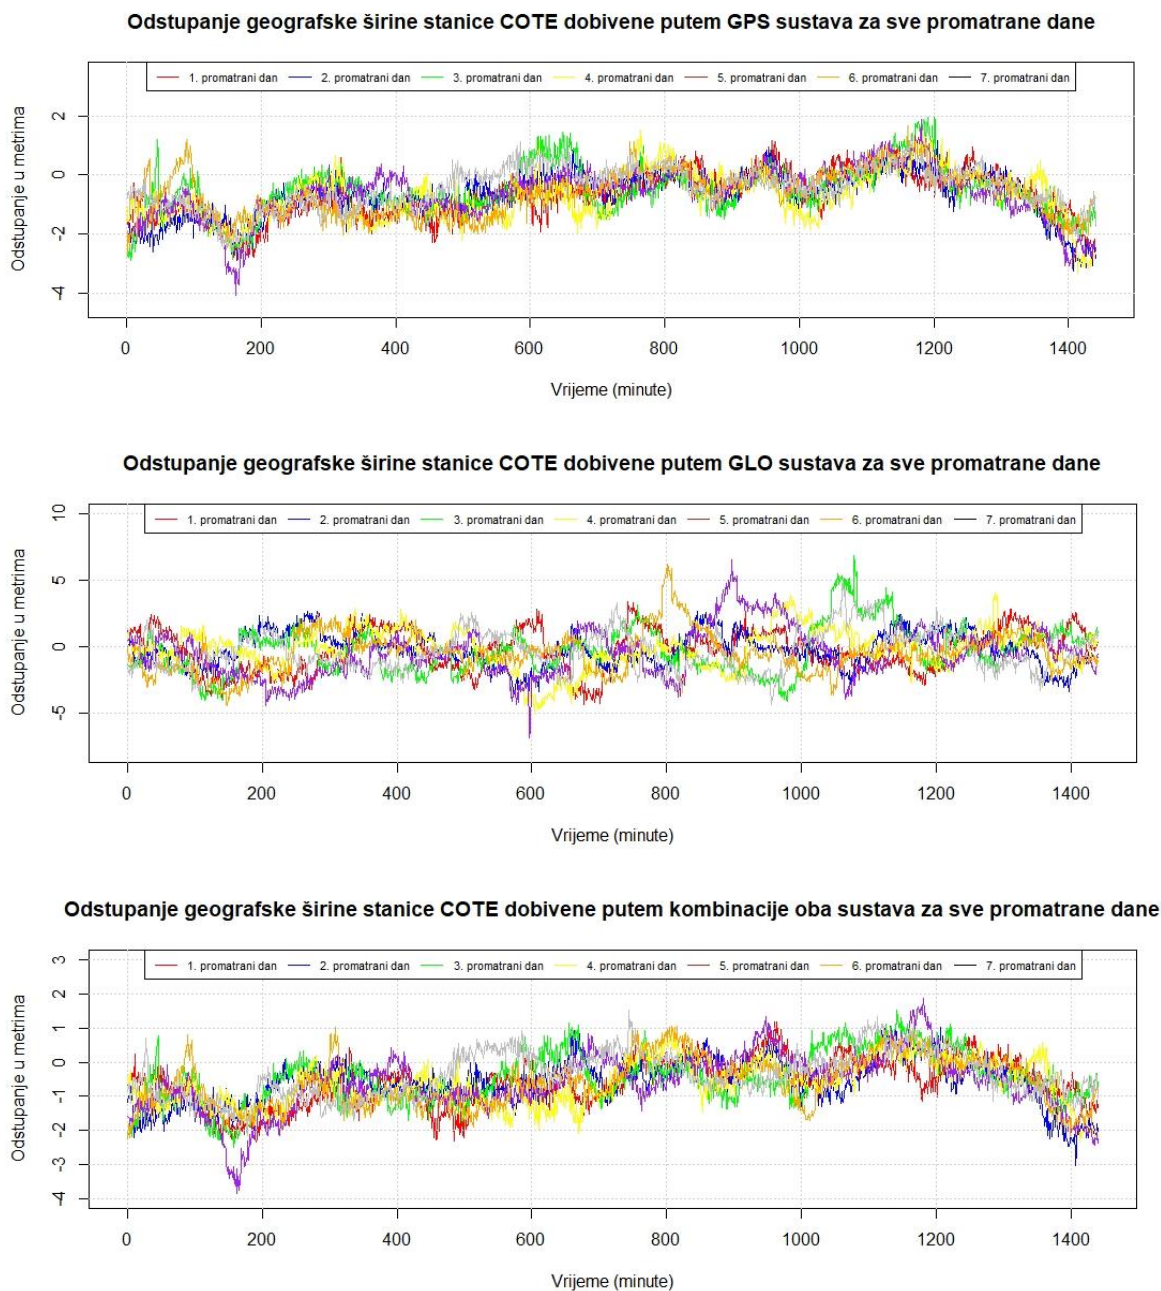 Odstupanje geografske širine stanice COTE dobivene putem GPS sustava za sve promatrane dane
1. promatrani dan 2. promatrani dan 3. promatrani dan 4. promatrani dan 5. promatrani dan 6. promatrani dan 7. promatrani dan
Odstupanje u metrima
2
0
-2
-4
0 200 400 600 800 1000 1200 1400
Vrijeme (minute)
Odstupanje geografske širine stanice COTE dobivene putem GLO sustava za sve promatrane dane
1. promatrani dan 2. promatrani dan 3. promatrani dan 4. promatrani dan 5. promatrani dan 6. promatrani dan 7. promatrani dan
Odstupanje u metrima
10
5
0
-5
0 200 400 600 800 1000 1200 1400
Vrijeme (minute)
Odstupanje geografske širine stanice COTE dobivene putem kombinacije oba sustava za sve promatrane dane
1. promatrani dan 2. promatrani dan 3. promatrani dan 4. promatrani dan 5. promatrani dan 6. promatrani dan 7. promatrani dan
Odstupanje u metrima
3
2
1
0
-1
-2
-3
-4
0 200 400 600 800 1000 1200 1400
Vrijeme (minute)